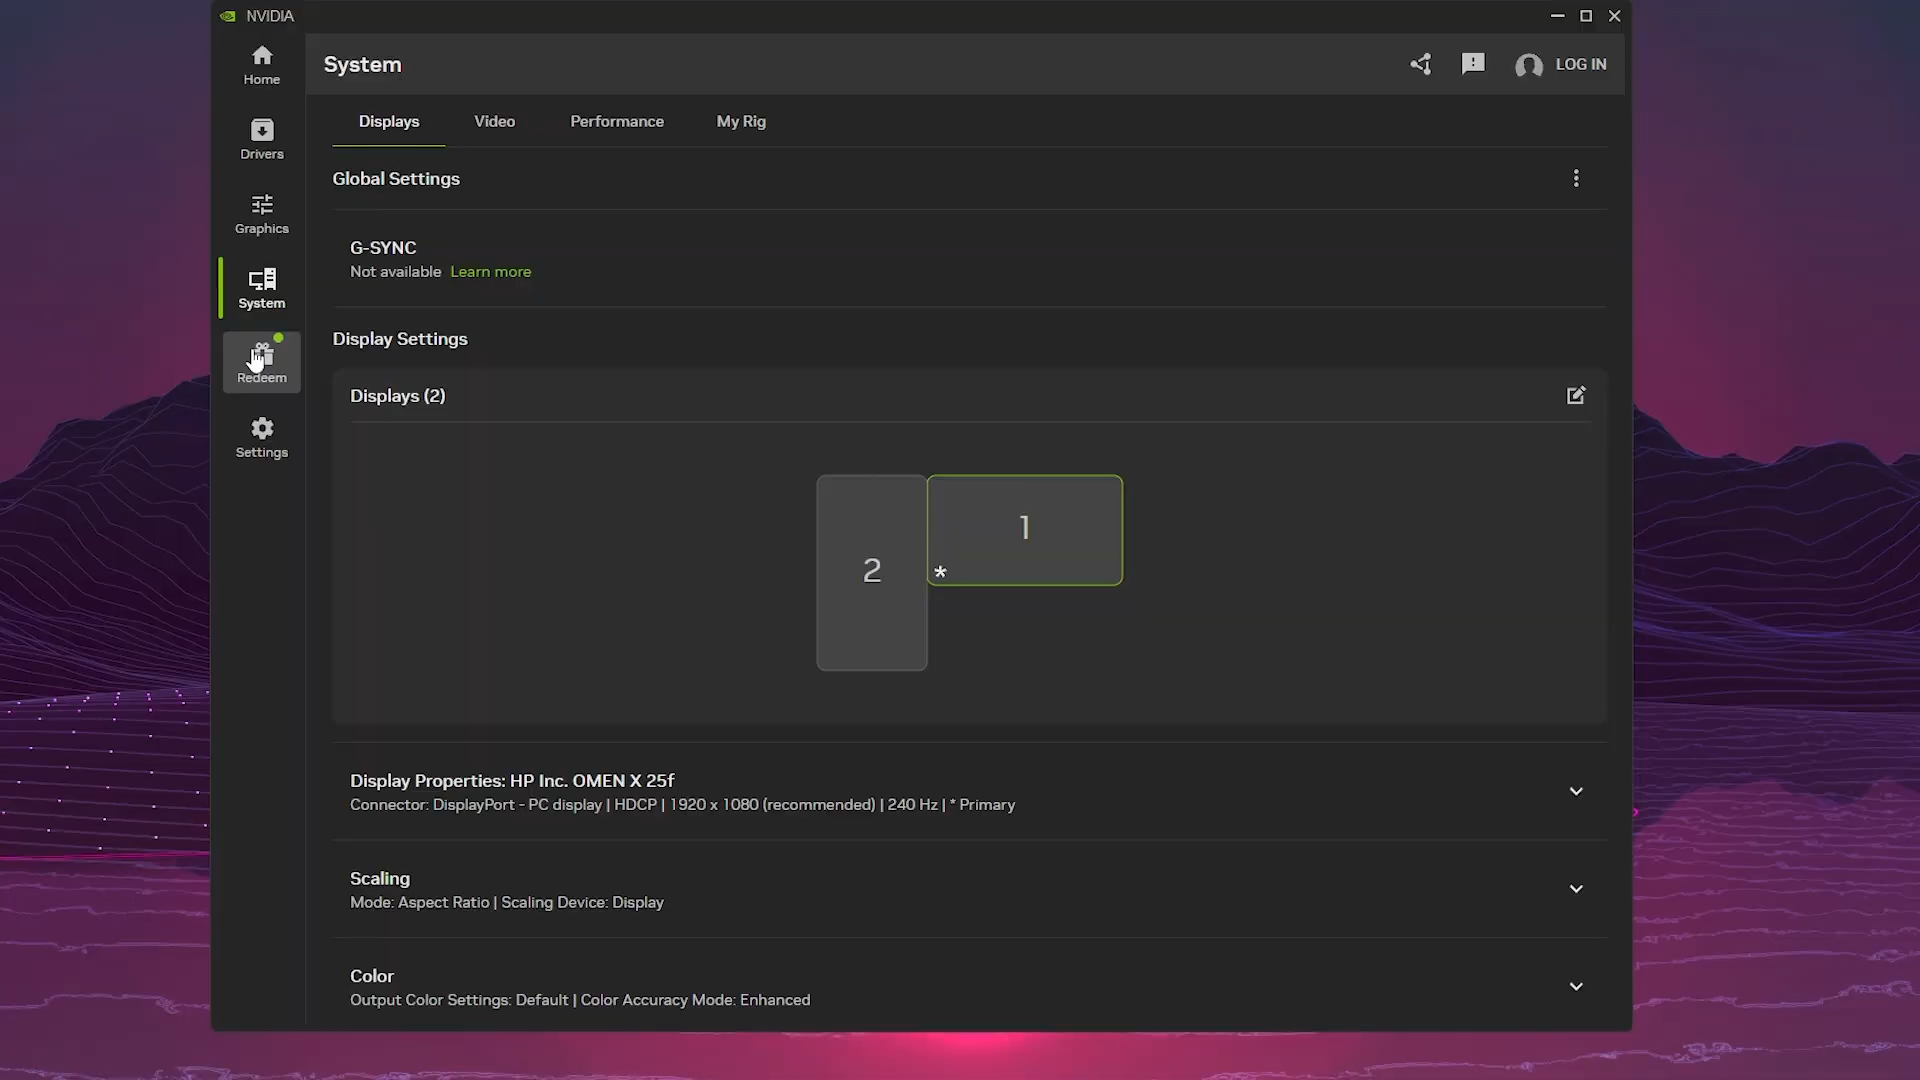 NVIDIA
Home
Drivers
Graphics
System
Redeem
Settings
System
LOG IN
Displays
Video
Performance
My Rig
Global Settings
G-SYNC
Not available Learn more
Display Settings
Displays (2)
2
1
*
Display Properties: HP Inc. OMEN X 25f
Connector: DisplayPort - PC display | HDCP | 1920 x 1080 (recommended) | 240 Hz | * Primary
Scaling
Mode: Aspect Ratio | Scaling Device: Display
Color
Output Color Settings: Default | Color Accuracy Mode: Enhanced